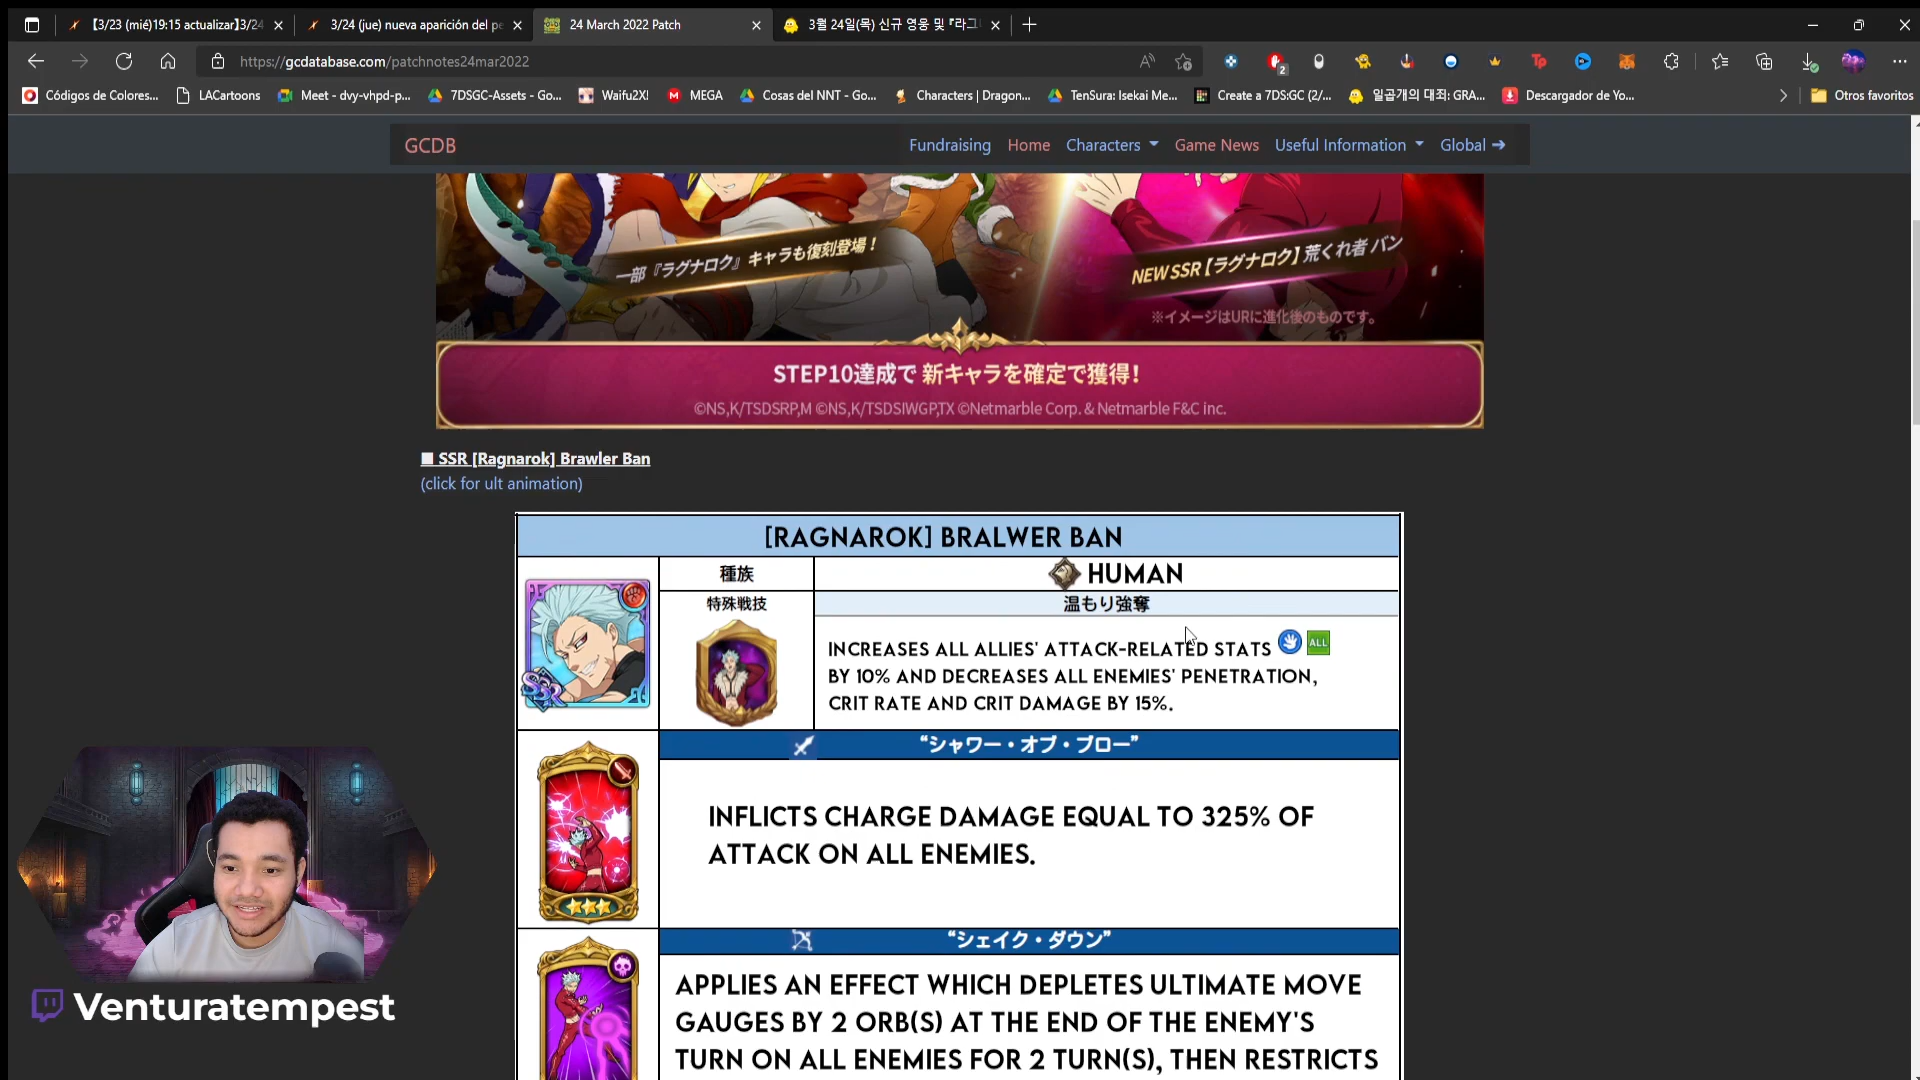 【3/23 (mié)19:15 actualizar】3/24
3/24 (jue) nueva aparición del pe
24 March 2022 Patch
3월 24일(목) 신규 영웅 및 『라그
https://gcdatabase.com/patchnotes24mar2022
2
Tp
Códigos de Colores...
LACartoons
Meet - dvy-vhpd-p...
7DSGC-Assets - Go...
Waifu2X!
MEGA
Cosas del NNT - Go...
Characters | Dragon...
TenSura: Isekai Me...
Create a 7DS:GC (2/...
일곱개의 대죄: GRA...
Descargador de Yo...
Otros favoritos
GCDB
Fundraising
Home
Characters
Game News
Useful Information
Global
一部『ラグナロク』キャラも復刻登場！
NEW SSR【ラグナロク】荒くれ者 バン
※イメージはURに進化後のものです。
STEP10達成で 新キャラを確定で獲得！
©NS,K/TSDSRP,M ©NS,K/TSDSIWGP,TX ©Netmarble Corp. & Netmarble F&C inc.
■ SSR [Ragnarok] Brawler Ban
(click for ult animation)
[RAGNAROK] BRALWER BAN
種族
HUMAN
特殊戦技
温もり強奪
SSR
INCREASES ALL ALLIES' ATTACK-RELATED STATS ALL
BY 10% AND DECREASES ALL ENEMIES' PENETRATION,
CRIT RATE AND CRIT DAMAGE BY 15%.
“シャワー・オブ・ブロー”
INFLICTS CHARGE DAMAGE EQUAL TO 325% OF
ATTACK ON ALL ENEMIES.
“シェイク・ダウン”
APPLIES AN EFFECT WHICH DEPLETES ULTIMATE MOVE
GAUGES BY 2 ORB(S) AT THE END OF THE ENEMY'S
TURN ON ALL ENEMIES FOR 2 TURN(S), THEN RESTRICTS
Venturatempest